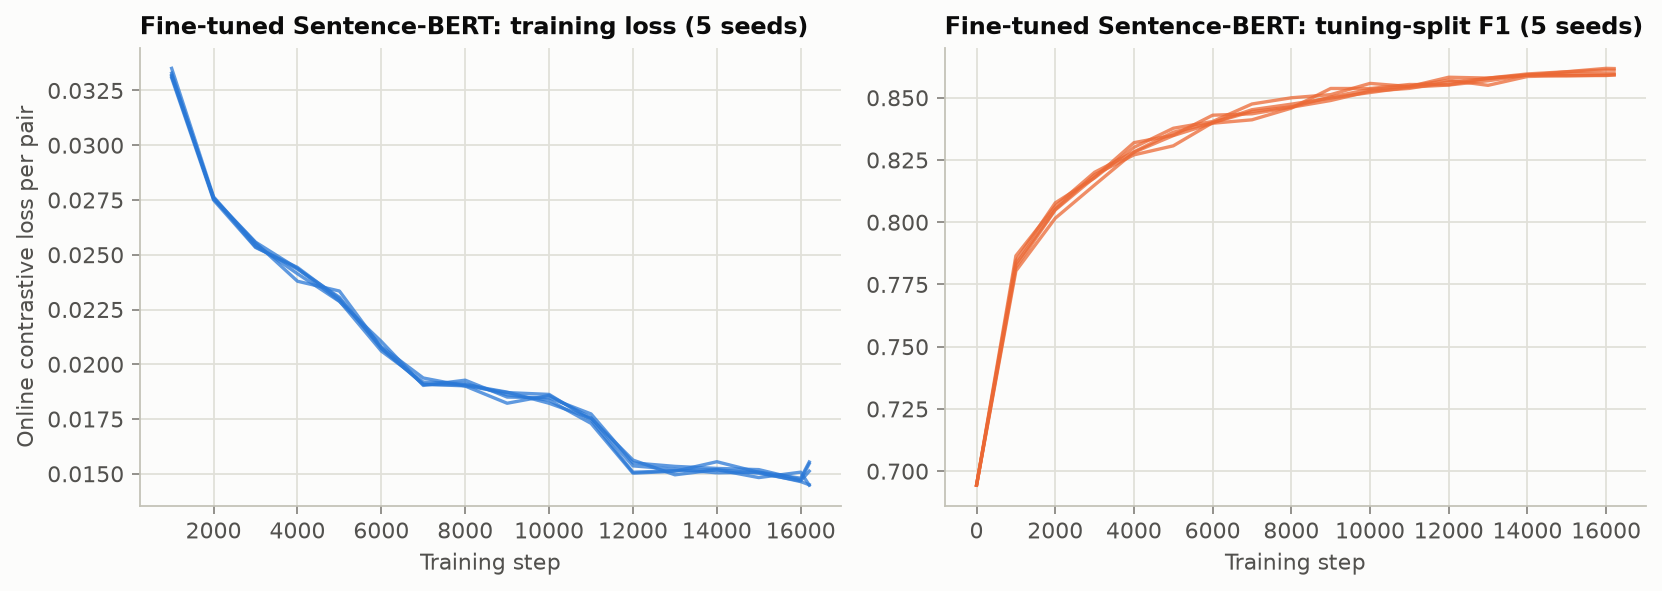 Fine-tuned Sentence-BERT: training loss (5 seeds)
Online contrastive loss per pair
0.0325
0.0300
0.0275
0.0250
0.0225
0.0200
0.0175
0.0150
2000 4000 6000 8000 10000 12000 14000 16000
Training step
Fine-tuned Sentence-BERT: tuning-split F1 (5 seeds)
0.850
0.825
0.800
0.775
0.750
0.725
0.700
0 2000 4000 6000 8000 10000 12000 14000 16000
Training step